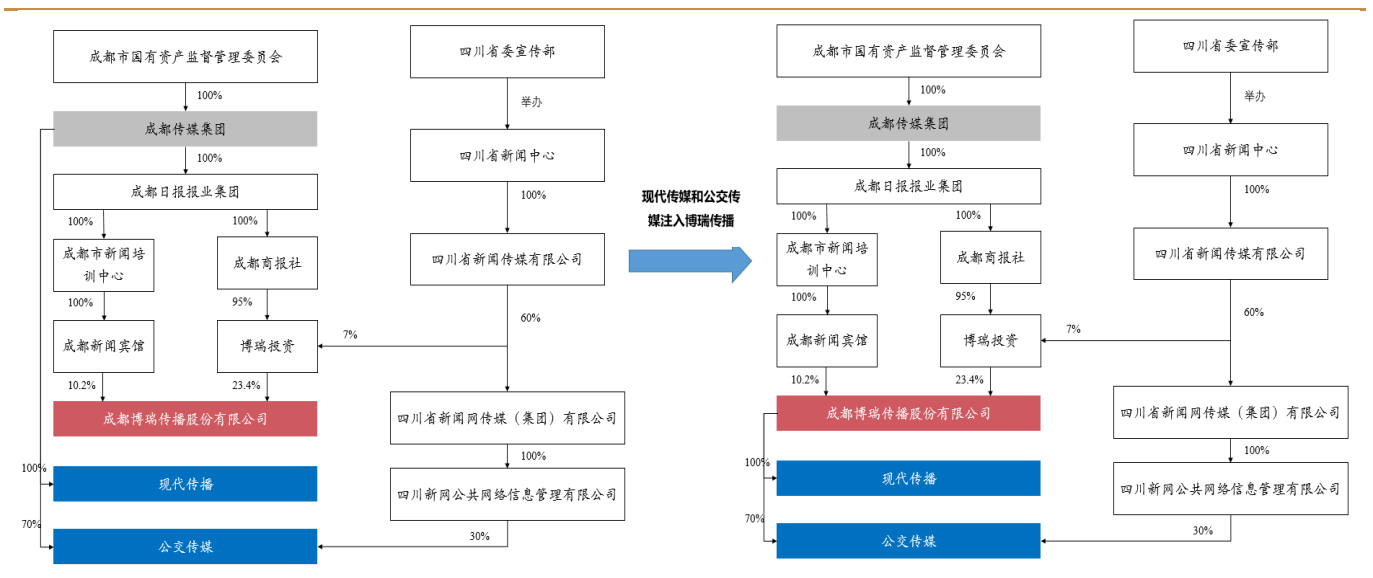 成都市国有资产监督管理委员会
100%
成都传媒集团
100%
成都日报报业集团
100%
100%
成都市新闻培
训中心
成都商报社
100%
95%
成都新闻宾馆
博瑞投资
10.2%
23.4%
成都博瑞传播股份有限公司
100%
现代传播
70%
公交传媒
四川省委宣传部
举办
四川省新闻中心
100%
四川省新闻传媒有限公司
60%
7%
四川省新闻网传媒（集团）有限公司
100%
四川新网公共网络信息管理有限公司
30%
现代传媒和公交传
媒注入博瑞传播
成都市国有资产监督管理委员会
100%
成都传媒集团
100%
成都日报报业集团
100%
100%
成都市新闻培
训中心
成都商报社
100%
95%
成都新闻宾馆
博瑞投资
10.2%
23.4%
成都博瑞传播股份有限公司
100%
现代传播
70%
公交传媒
四川省委宣传部
举办
四川省新闻中心
100%
四川省新闻传媒有限公司
60%
7%
四川省新闻网传媒（集团）有限公司
100%
四川新网公共网络信息管理有限公司
30%